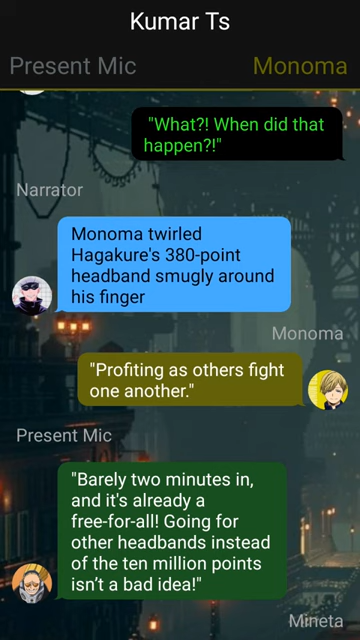 Kumar Ts
Present Mic
Monoma
"What?! When did that
happen?!"
Narrator
Monoma twirled
Hagakure's 380-point
headband smugly around
his finger
Monoma
"Profiting as others fight
one another."
Present Mic
"Barely two minutes in,
and it's already a
free-for-all! Going for
other headbands instead
of the ten million points
isn’t a bad idea!"
Mineta